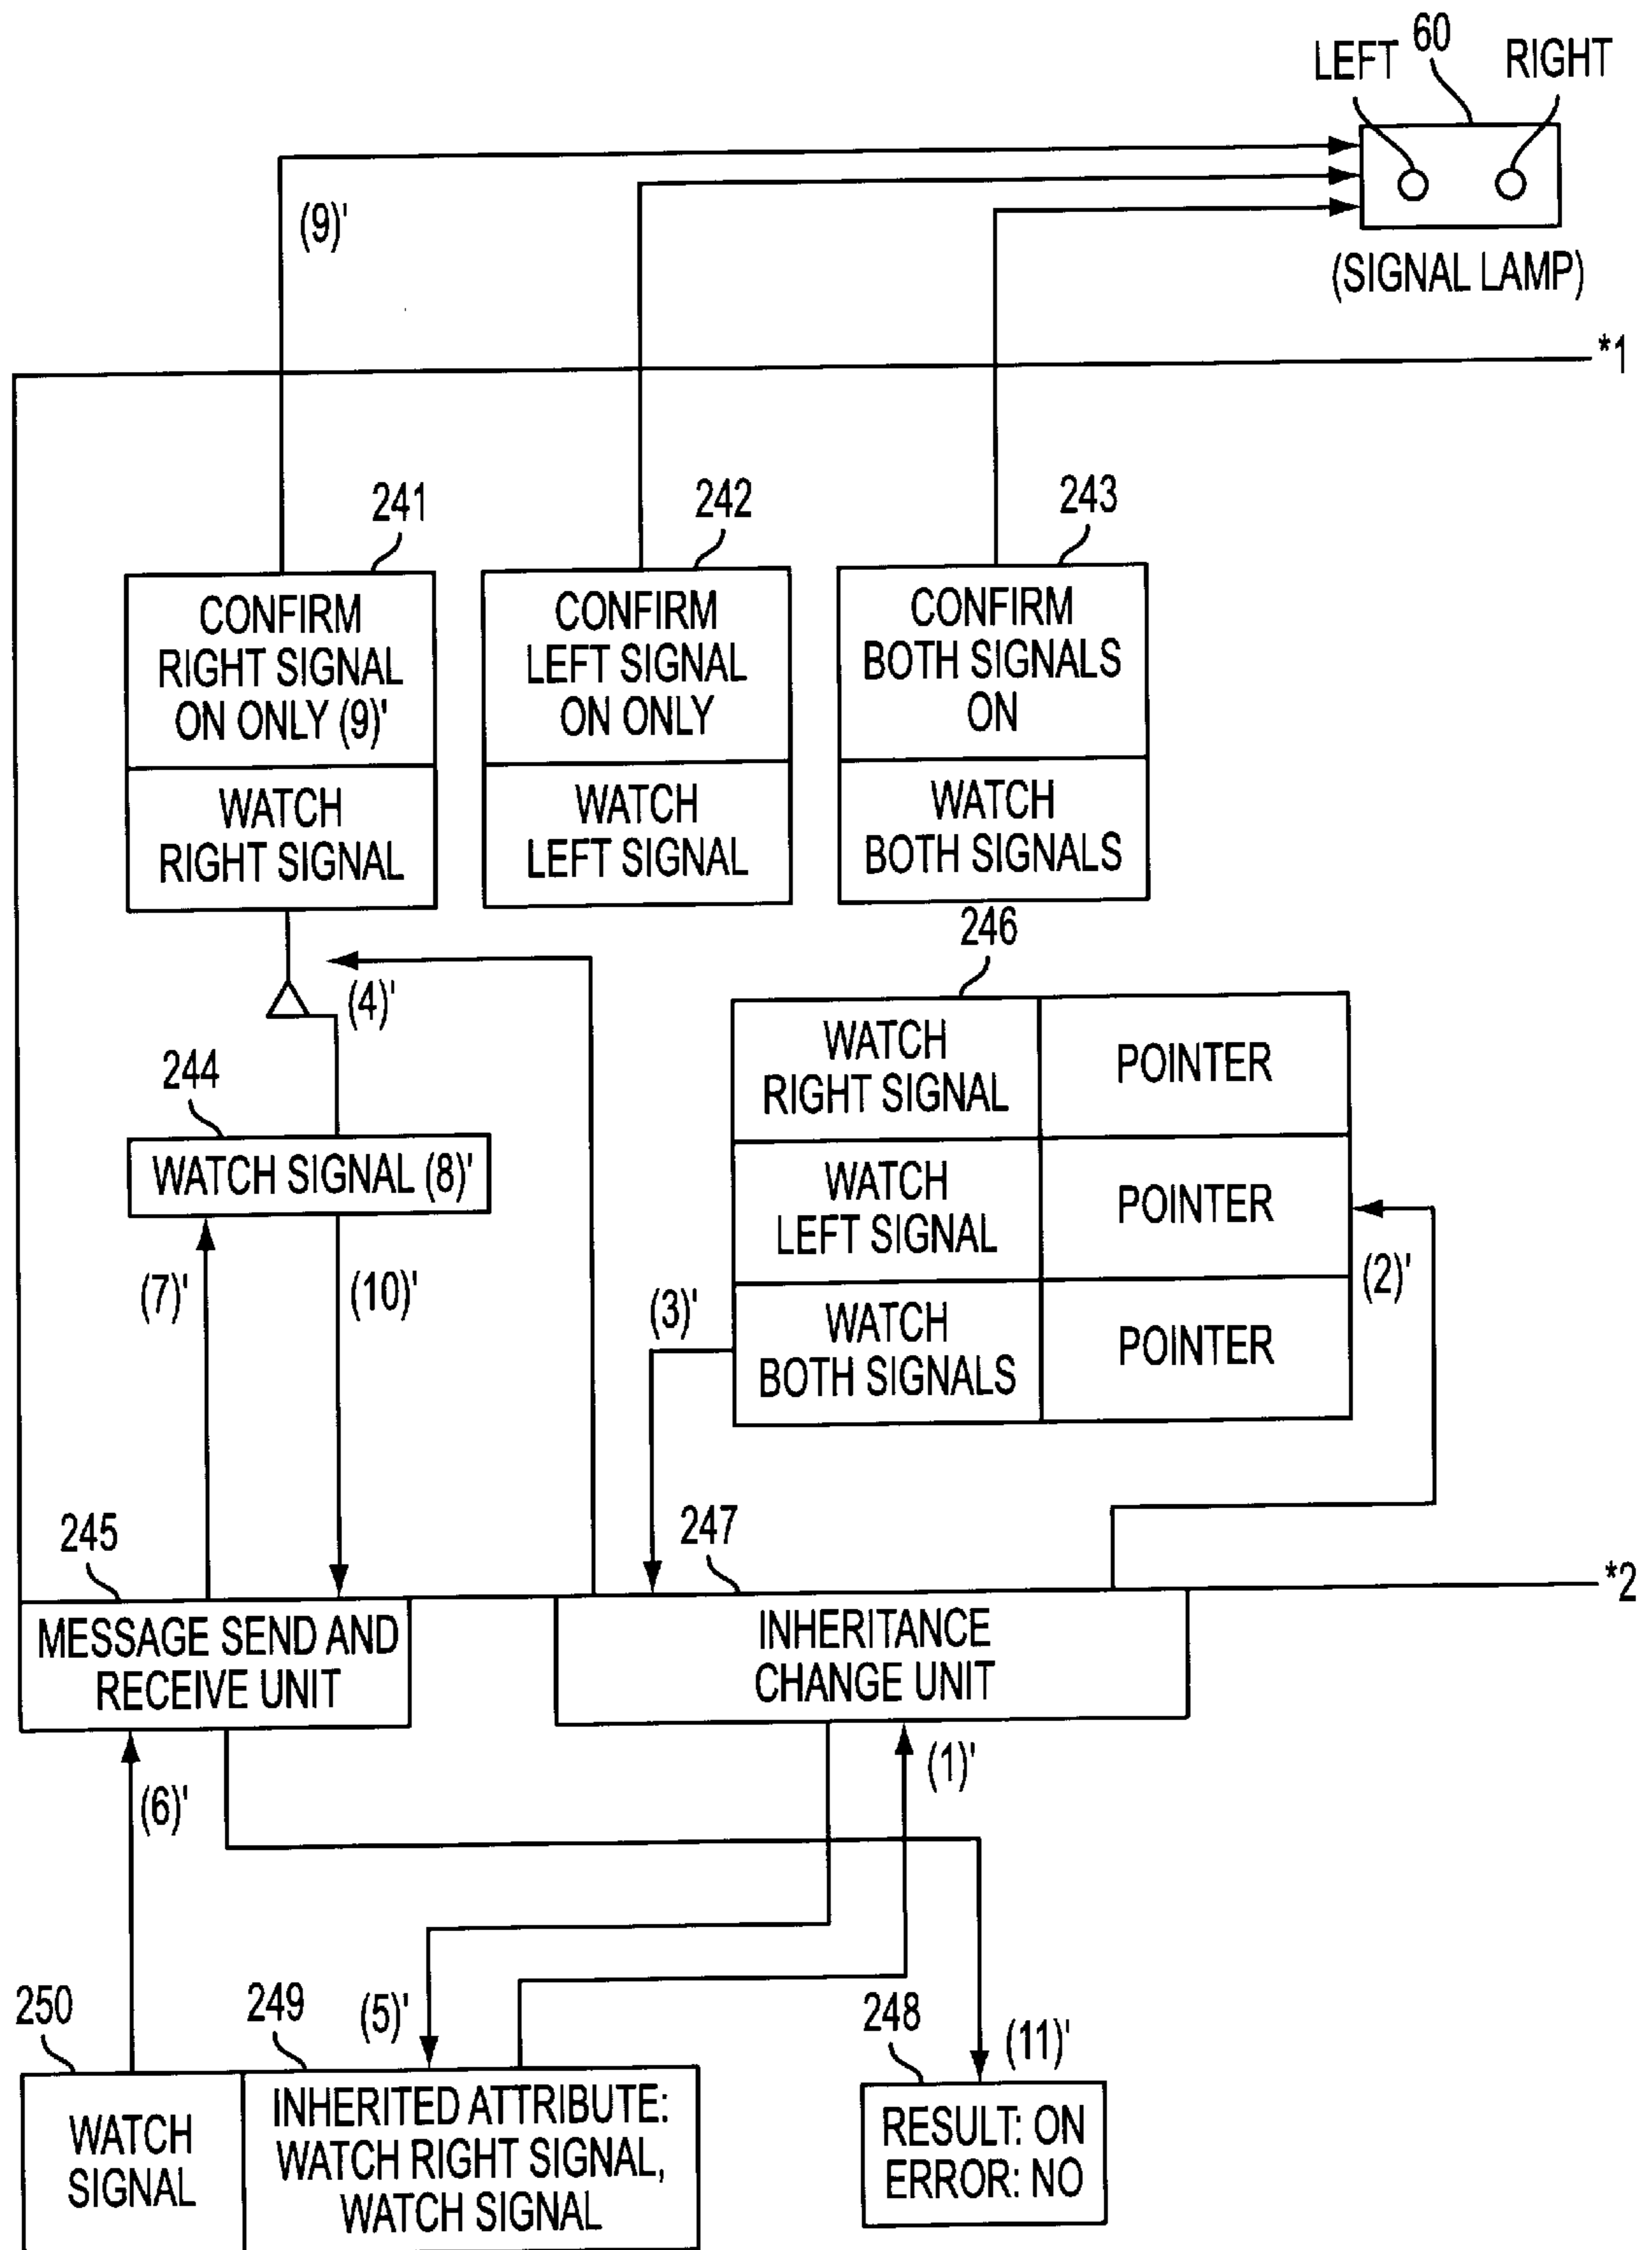 LEFT 60 RIGHT
(9)'
(SIGNAL LAMP)
*1
241 242 243
CONFIRM
RIGHT SIGNAL
ON ONLY (9)'
WATCH
RIGHT SIGNAL
CONFIRM
LEFT SIGNAL
ON ONLY
WATCH
LEFT SIGNAL
CONFIRM
BOTH SIGNALS
ON
WATCH
BOTH SIGNALS
246
(4)'
244
WATCH SIGNAL (8)'
WATCH
RIGHT SIGNAL
POINTER
WATCH
LEFT SIGNAL
POINTER
WATCH
BOTH SIGNALS
POINTER
(7)'
(10)'
(3)'
(2)'
245
247
*2
MESSAGE SEND AND
RECEIVE UNIT
INHERITANCE
CHANGE UNIT
(6)'
(1)'
250
249
(5)'
248
(11)'
WATCH
SIGNAL
INHERITED ATTRIBUTE:
WATCH RIGHT SIGNAL,
WATCH SIGNAL
RESULT: ON
ERROR: NO